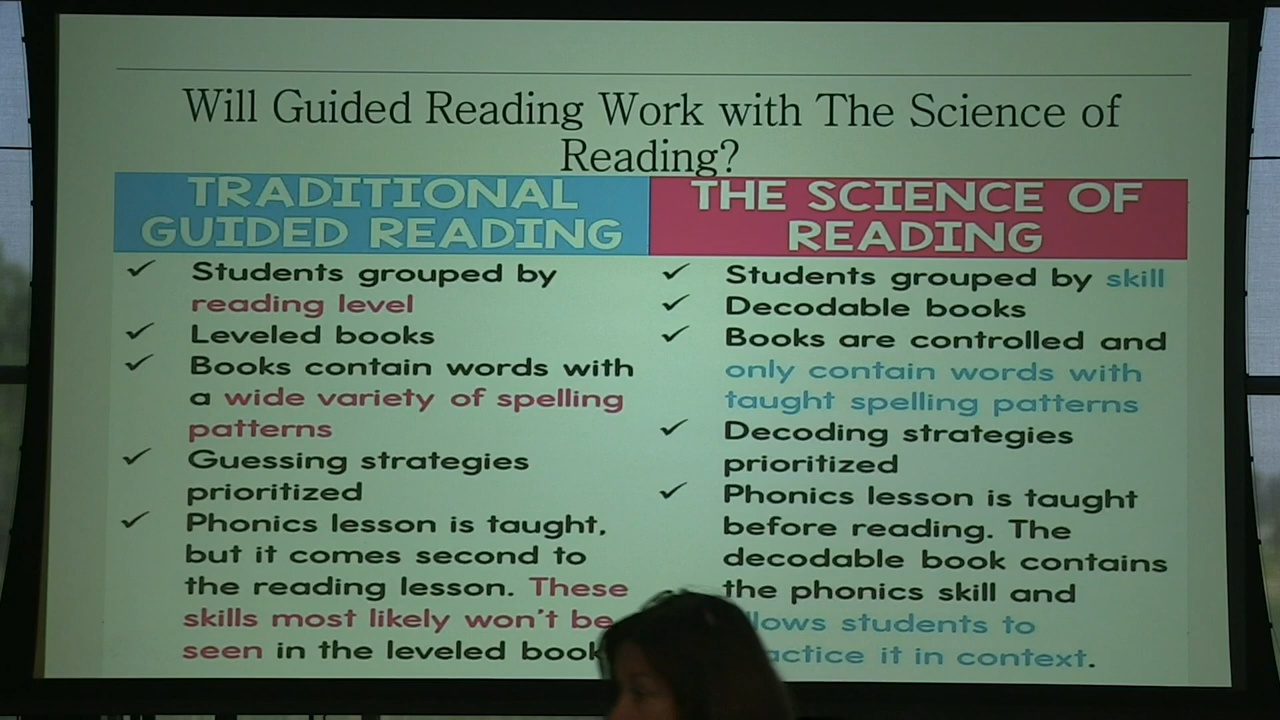 Will Guided Reading Work with The Science of
Reading?
TRADITIONAL
GUIDED READING
✓ Students grouped by
reading level
✓ Leveled books
✓ Books contain words with
a wide variety of spelling
patterns
✓ Guessing strategies
prioritized
✓ Phonics lesson is taught,
but it comes second to
the reading lesson. These
skills most likely won't be
seen in the leveled book
THE SCIENCE OF
READING
✓ Students grouped by skill
✓ Decodable books
✓ Books are controlled and
only contain words with
taught spelling patterns
✓ Decoding strategies
prioritized
✓ Phonics lesson is taught
before reading. The
decodable book contains
the phonics skill and
students to
it in context.